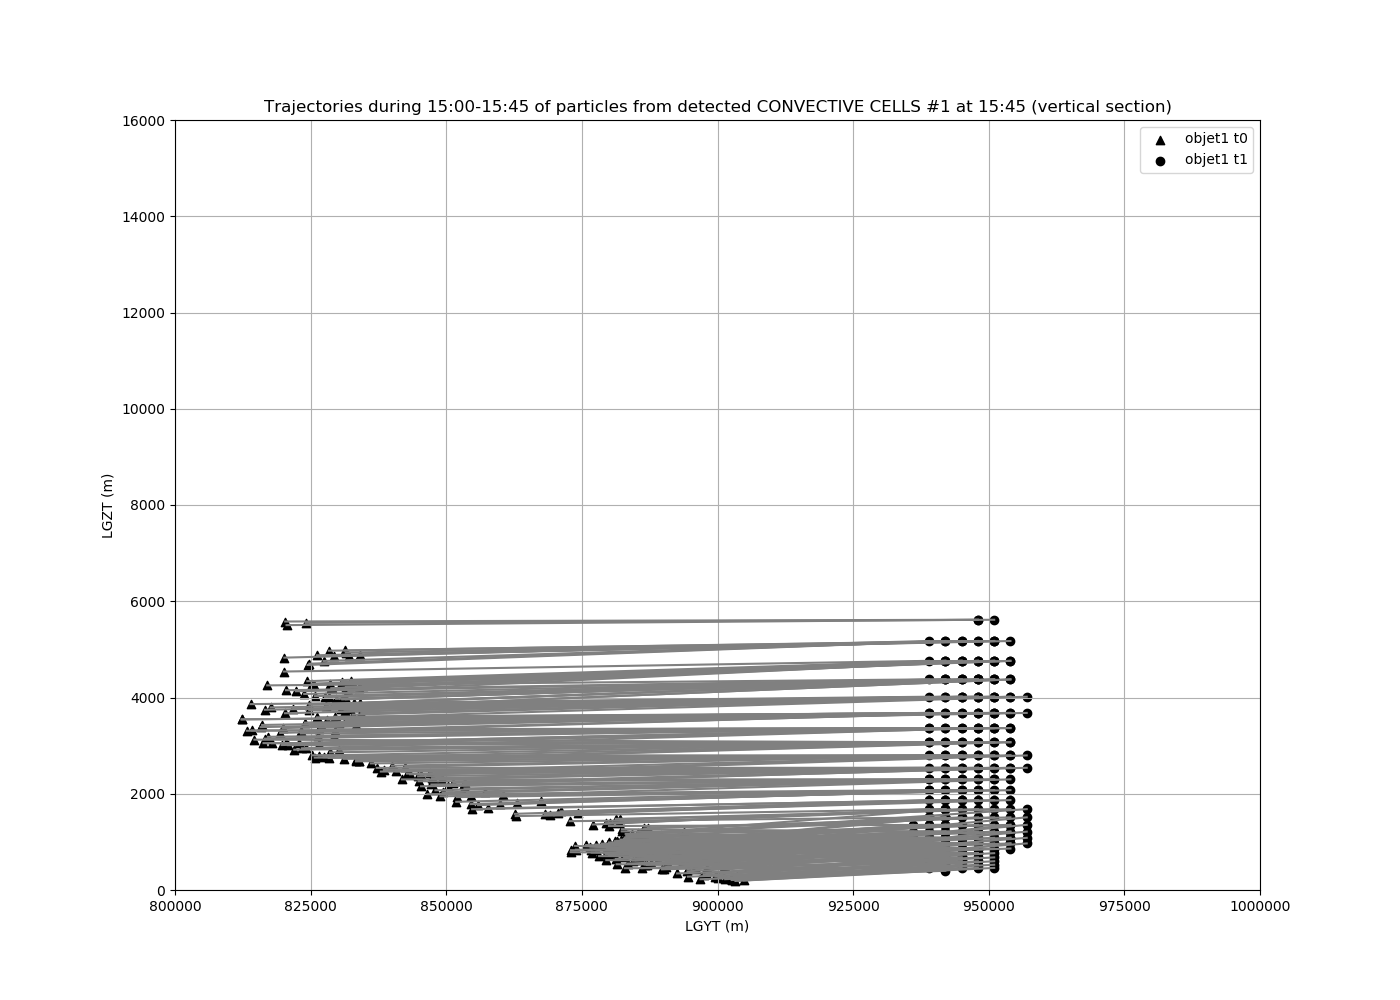 Trajectories during 15:00-15:45 of particles from detected CONVECTIVE CELLS #1 at 15:45 (vertical section)
objet1 t0
objet1 t1
16000
14000
12000
10000
8000
6000
4000
2000
0
LGZT (m)
800000 825000 850000 875000 900000 925000 950000 975000 1000000
LGYT (m)